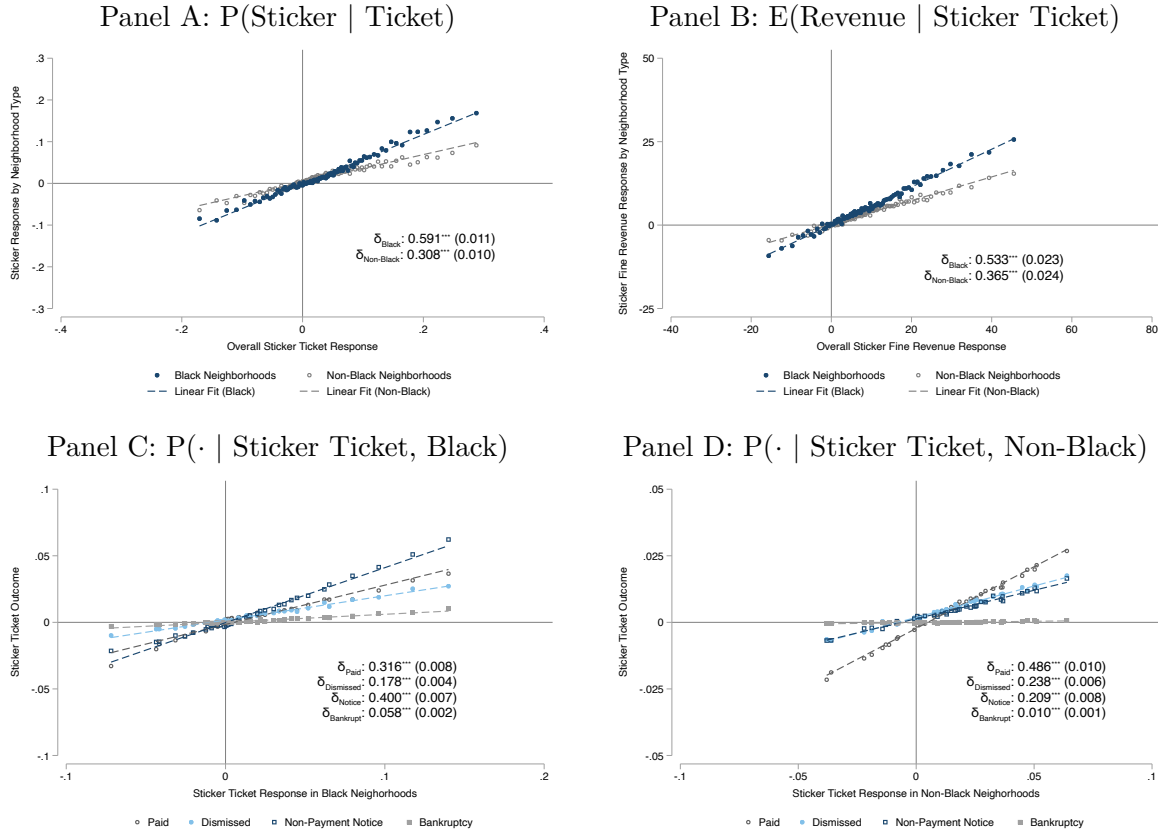 Panel A: P(Sticker | Ticket)
Sticker Response by Neighborhood Type
.3
.2
.1
0
-.1
-.2
-.3
δBlack: 0.591*** (0.011)
δNon-Black: 0.308*** (0.010)
-.4 -.2 0 .2 .4
Overall Sticker Ticket Response
Black Neighborhoods Non-Black Neighborhoods
Linear Fit (Black) Linear Fit (Non-Black)
Panel B: E(Revenue | Sticker Ticket)
Sticker Fine Revenue Response by Neighborhood Type
50
25
0
-25
δBlack: 0.533*** (0.023)
δNon-Black: 0.365*** (0.024)
-40 -20 0 20 40 60 80
Overall Sticker Fine Revenue Response
Black Neighborhoods Non-Black Neighborhoods
Linear Fit (Black) Linear Fit (Non-Black)
Panel C: P(· | Sticker Ticket, Black)
Sticker Ticket Outcome
.1
.05
0
-.05
-.1
δPaid: 0.316*** (0.008)
δDismissed: 0.178*** (0.004)
δNotice: 0.400*** (0.007)
δBankrupt: 0.058*** (0.002)
-.1 0 .1 .2
Sticker Ticket Response in Black Neighorhoods
Paid Dismissed Non-Payment Notice Bankruptcy
Panel D: P(· | Sticker Ticket, Non-Black)
Sticker Ticket Outcome
.05
.025
0
-.025
-.05
δPaid: 0.486*** (0.010)
δDismissed: 0.238*** (0.006)
δNotice: 0.209*** (0.008)
δBankrupt: 0.010*** (0.001)
-.1 -.05 0 .05 .1
Sticker Ticket Response in Non-Black Neighorhoods
Paid Dismissed Non-Payment Notice Bankruptcy